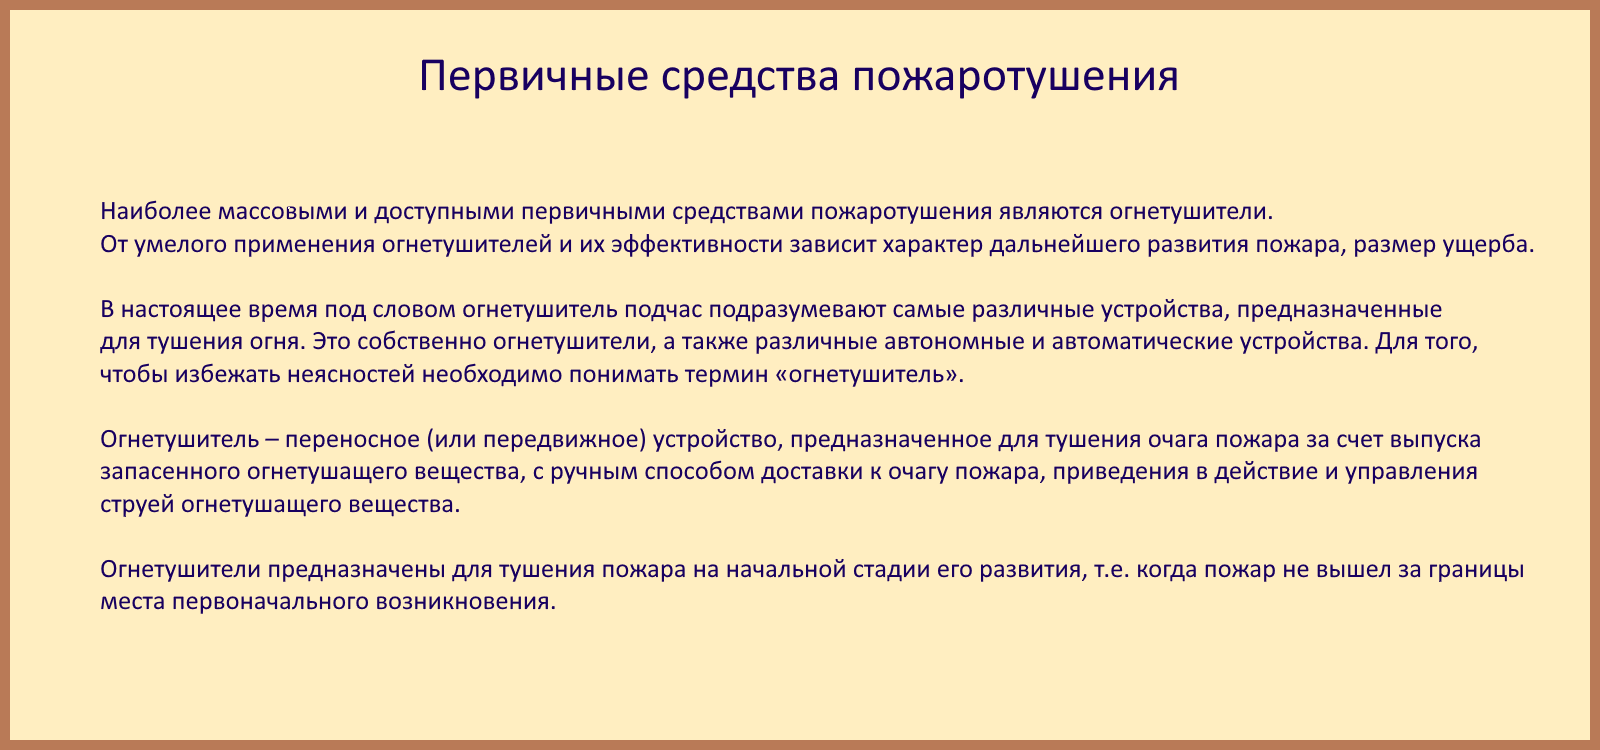 Первичные средства пожаротушения
Наиболее массовыми и доступными первичными средствами пожаротушения являются огнетушители.
От умелого применения огнетушителей и их эффективности зависит характер дальнейшего развития пожара, размер ущерба.
В настоящее время под словом огнетушитель подчас подразумевают самые различные устройства, предназначенные
для тушения огня. Это собственно огнетушители, а также различные автономные и автоматические устройства. Для того,
чтобы избежать неясностей необходимо понимать термин «огнетушитель».
Огнетушитель – переносное (или передвижное) устройство, предназначенное для тушения очага пожара за счет выпуска
запасенного огнетушащего вещества, с ручным способом доставки к очагу пожара, приведения в действие и управления
струей огнетушащего вещества.
Огнетушители предназначены для тушения пожара на начальной стадии его развития, т.е. когда пожар не вышел за границы
места первоначального возникновения.